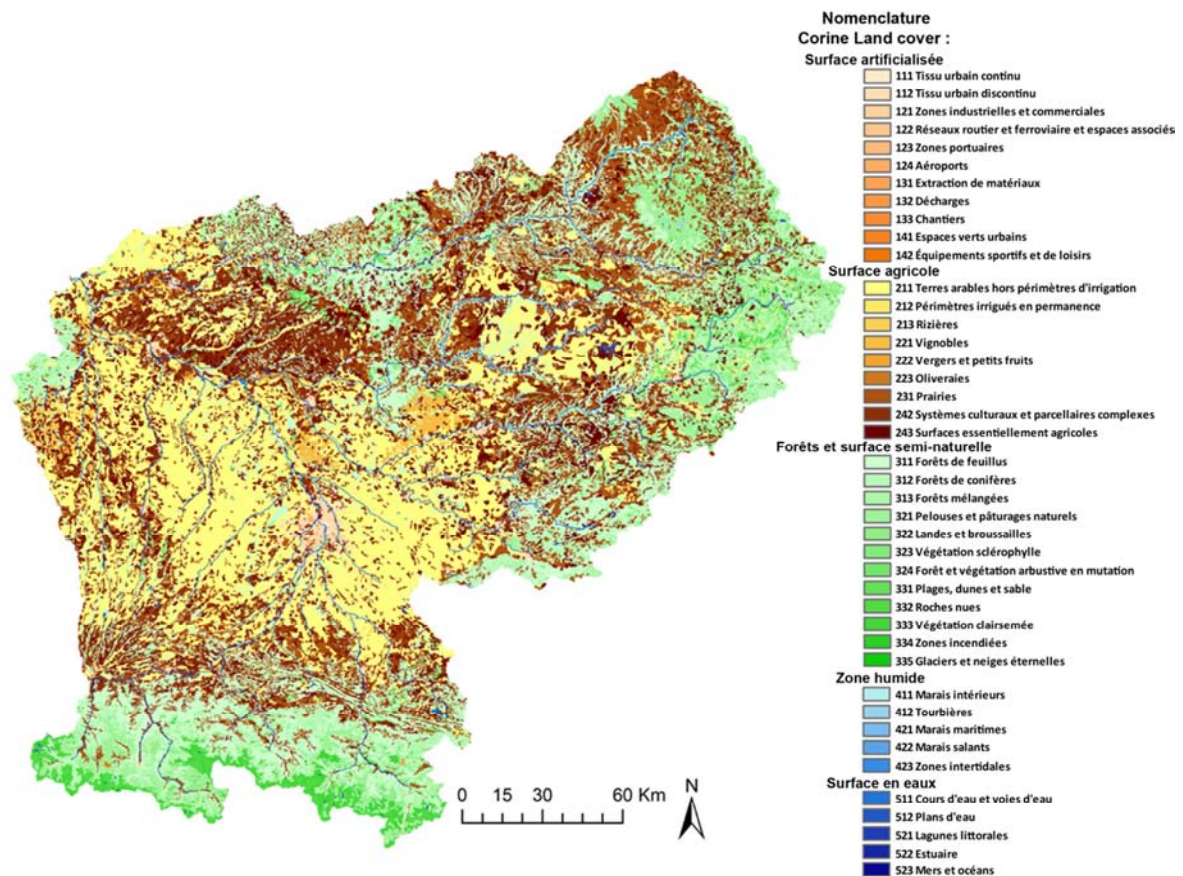 Nomenclature
Corine Land cover :
Surface artificialisée
111 Tissu urbain continu
112 Tissu urbain discontinu
121 Zones industrielles et commerciales
122 Réseaux routier et ferroviaire et espaces associés
123 Zones portuaires
124 Aéroports
131 Extraction de matériaux
132 Décharges
133 Chantiers
141 Espaces verts urbains
142 Équipements sportifs et de loisirs
Surface agricole
211 Terres arables hors périmètres d'irrigation
212 Périmètres irrigués en permanence
213 Rizières
221 Vignobles
222 Vergers et petits fruits
223 Oliveraies
231 Prairies
242 Systèmes culturaux et parcellaires complexes
243 Surfaces essentiellement agricoles
Forêts et surface semi-naturelle
311 Forêts de feuillus
312 Forêts de conifères
313 Forêts mélangées
321 Pelouses et pâturages naturels
322 Landes et broussailles
323 Végétation sclérophylle
324 Forêt et végétation arbustive en mutation
331 Plages, dunes et sable
332 Roches nues
333 Végétation clairsemée
334 Zones incendiées
335 Glaciers et neiges éternelles
Zone humide
411 Marais intérieurs
412 Tourbières
421 Marais maritimes
422 Marais salants
423 Zones intertidales
Surface en eaux
511 Cours d'eau et voies d'eau
512 Plans d'eau
521 Lagunes littorales
522 Estuaire
523 Mers et océans
0 15 30 60 Km
N